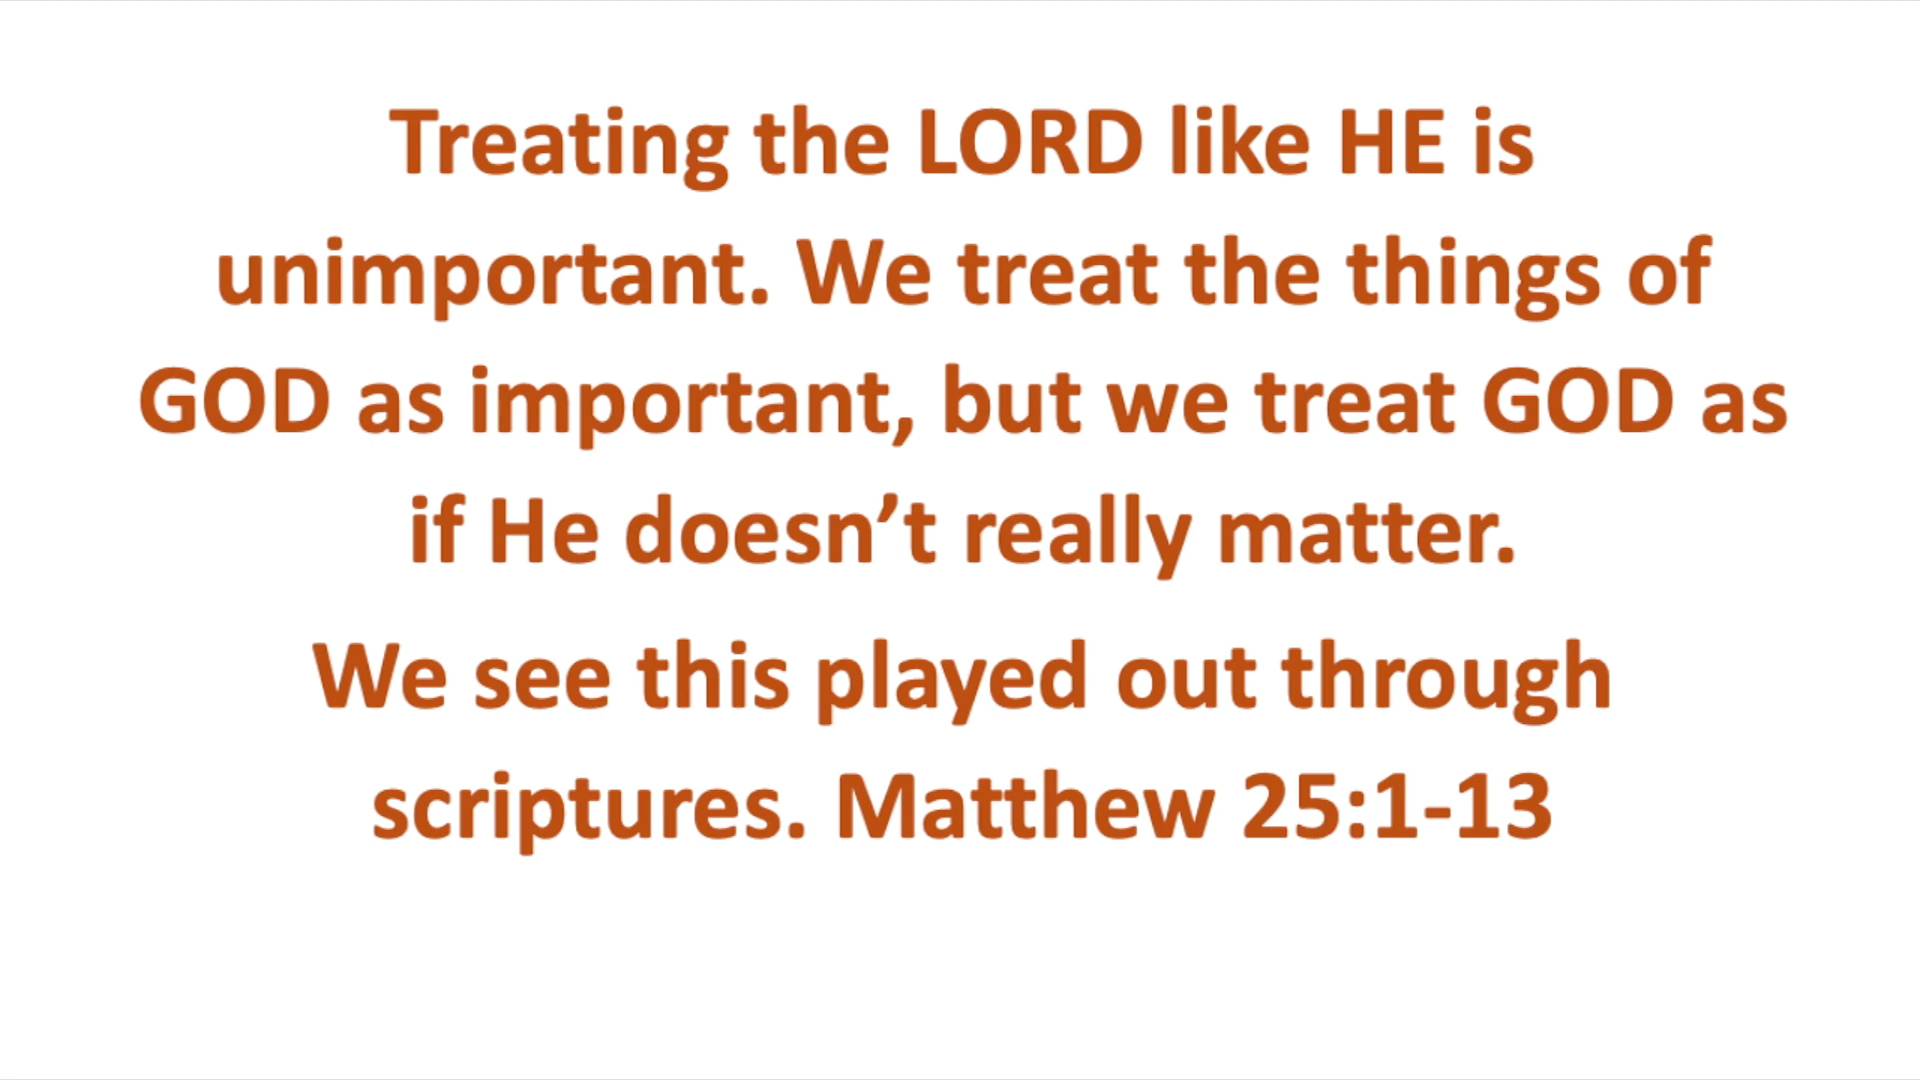 Treating the LORD like HE is
unimportant. We treat the things of
GOD as important, but we treat GOD as
if He doesn’t really matter.
We see this played out through
scriptures. Matthew 25:1-13